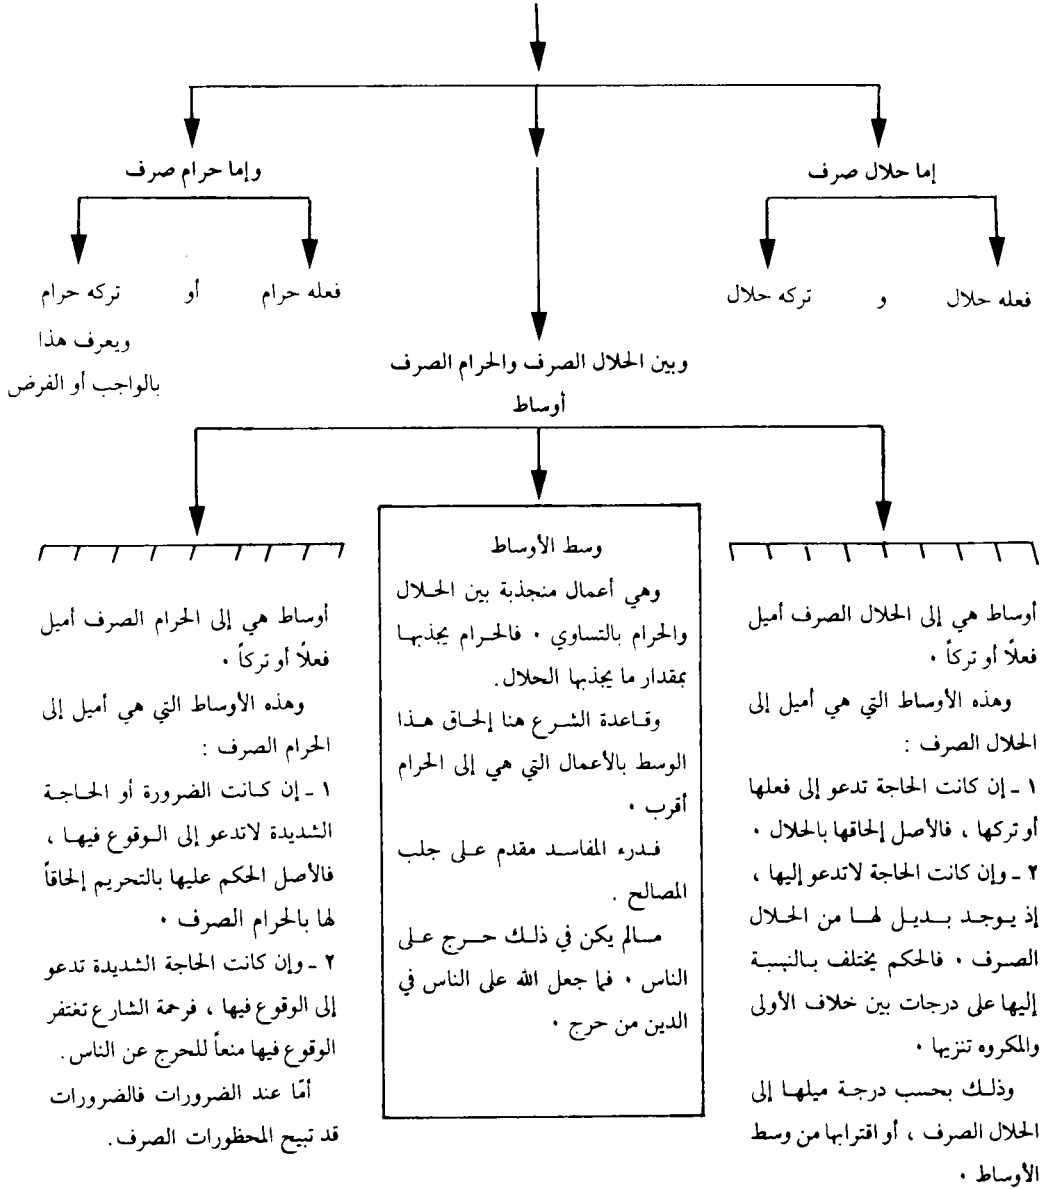 إما حلال صرف
وإما حرام صرف
فعله حلال
و
تركه حلال
فعله حرام
أو
تركه حرام
ويعرف هذا
بالواجب أو الفرض
وبين الحلال الصرف والحرام الصرف
أوساط
أوساط هي إلى الحلال الصرف أميل
فعلًا أو تركاً .
وهذه الأوساط التي هي أميل إلى
الحلال الصرف :
١ - إن كانت الحاجة تدعو إلى فعلها
أو تركها ، فالأصل إلحاقها بالحلال .
٢ - وإن كانت الحاجة لاتدعو إليها ،
إذ يوجد بديل لها من الحلال
الصرف . فالحكم يختلف بالنسبة
إليها على درجات بين خلاف الأولى
والمكروه تنزيها .
وذلك بحسب درجة ميلها إلى
الحلال الصرف ، أو اقترابها من وسط
الأوساط .
وسط الأوساط
وهي أعمال منجذبة بين الحلال
والحرام بالتساوي . فالحرام يجذبها
بمقدار ما يجذبها الحلال .
وقاعدة الشرع هنا إلحاق هذا
الوسط بالأعمال التي هي إلى الحرام
أقرب .
فدرء المفاسد مقدم على جلب
المصالح .
مالم يكن في ذلك حرج على
الناس . فما جعل الله على الناس في
الدين من حرج .
أوساط هي إلى الحرام الصرف أميل
فعلًا أو تركاً .
وهذه الأوساط التي هي أميل إلى
الحرام الصرف :
١ - إن كانت الضرورة أو الحاجة
الشديدة لاتدعو إلى الوقوع فيها ،
فالأصل الحكم عليها بالتحريم إلحاقاً
لها بالحرام الصرف .
٢ - وإن كانت الحاجة الشديدة تدعو
إلى الوقوع فيها ، فرحمة الشارع تغتفر
الوقوع فيها منعاً للحرج عن الناس .
أمّا عند الضرورات فالضرورات
قد تبيح المحظورات الصرف .